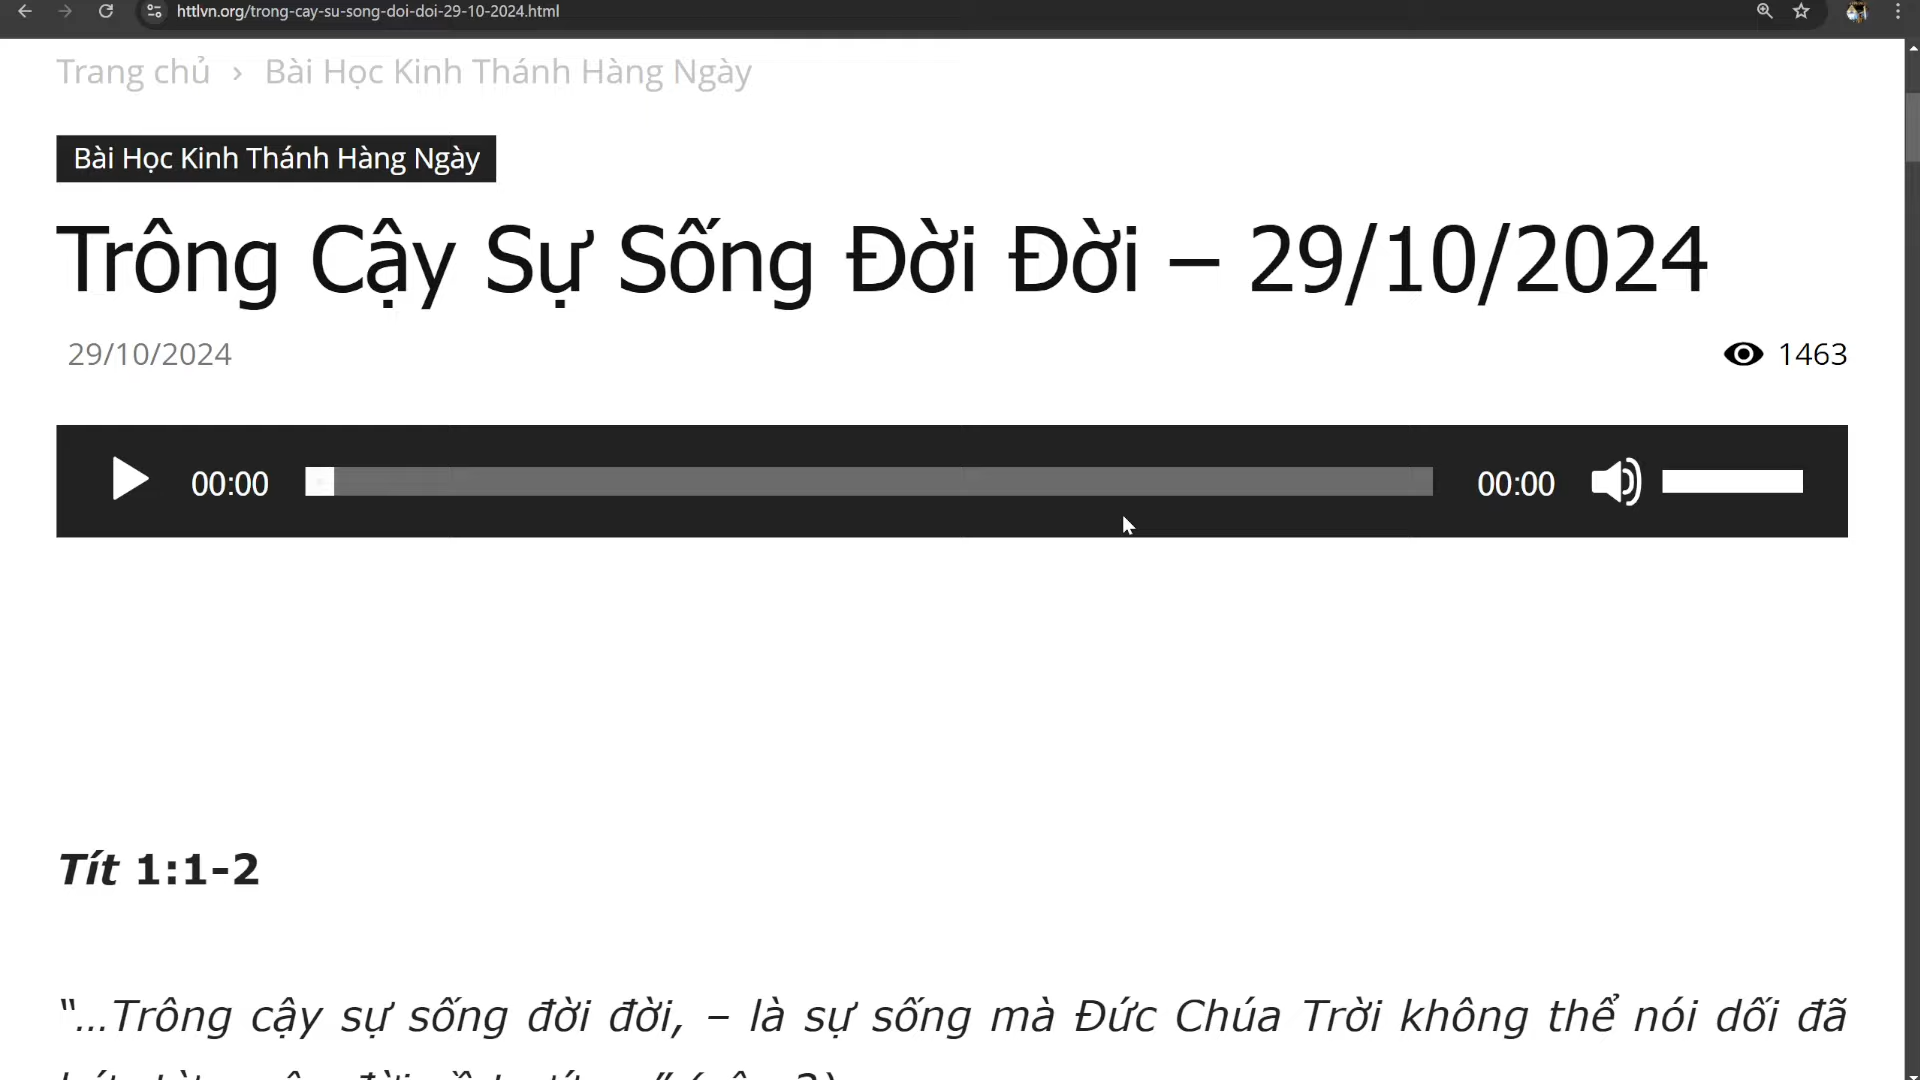 httlvn.org/trong-cay-su-song-doi-doi-29-10-2024.html
Trang chủ › Bài Học Kinh Thánh Hàng Ngày
Bài Học Kinh Thánh Hàng Ngày
Trông Cậy Sự Sống Đời Đời – 29/10/2024
29/10/2024
1463
00:00
00:00
Tít 1:1-2
“…Trông cậy sự sống đời đời, – là sự sống mà Đức Chúa Trời không thể nói dối đã